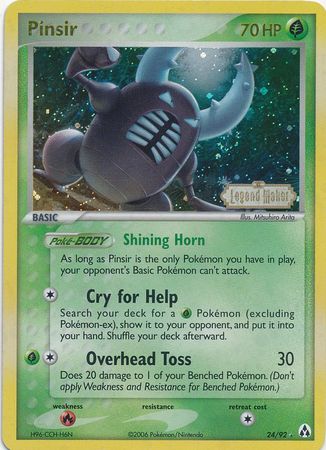 Pinsir
70 HP
Legend Maker
BASIC
Illus. Mitsuhiro Arita
Poké-BODY Shining Horn
As long as Pinsir is the only Pokémon you have in play,
your opponent's Basic Pokémon can't attack.
Cry for Help
Search your deck for a Pokémon (excluding
Pokémon-ex), show it to your opponent, and put it into
your hand. Shuffle your deck afterward.
Overhead Toss 30
Does 20 damage to 1 of your Benched Pokémon. (Don't
apply Weakness and Resistance for Benched Pokémon.)
weakness resistance retreat cost
H96-CCH-H6N ©2006 Pokémon/Nintendo 24/92